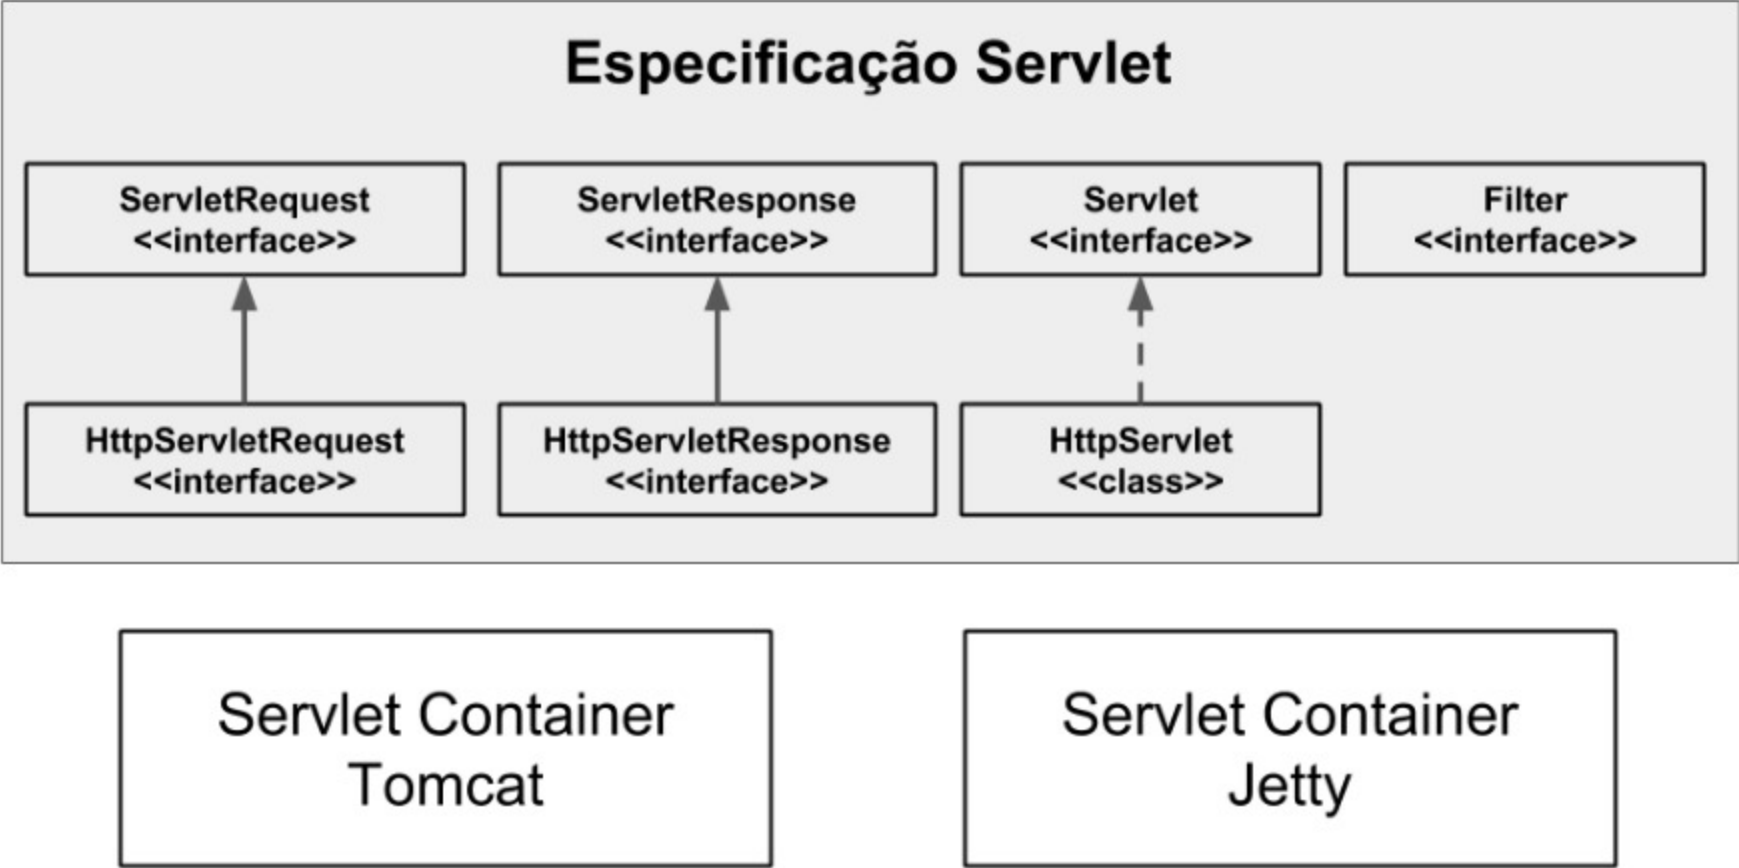 Especificação Servlet
ServletRequest
<<interface>>
ServletResponse
<<interface>>
Servlet
<<interface>>
Filter
<<interface>>
HttpServletRequest
<<interface>>
HttpServletResponse
<<interface>>
HttpServlet
<<class>>
Servlet Container
Tomcat
Servlet Container
Jetty